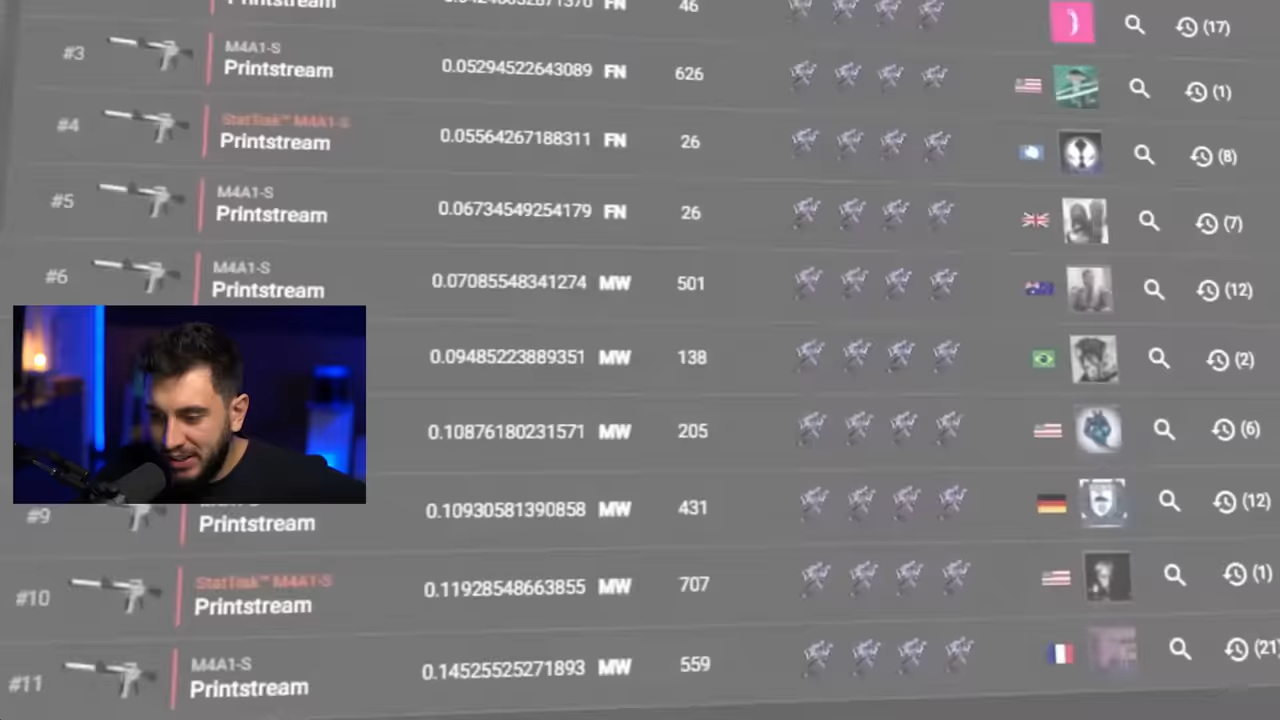 Printstream FN 46 (17)
#3 M4A1-S
Printstream 0.05294522643089 FN 626 (1)
#4 StatTrak™ M4A1-S
Printstream 0.05564267188311 FN 26 (8)
#5 M4A1-S
Printstream 0.06734549254179 FN 26 (7)
#6 M4A1-S
Printstream 0.07085548341274 MW 501 (12)
0.09485223889351 MW 138 (2)
0.10876180231571 MW 205 (6)
#9
Printstream 0.10930581390858 MW 431 (12)
#10 StatTrak™ M4A1-S
Printstream 0.11928548663855 MW 707 (1)
#11 M4A1-S
Printstream 0.14525525271893 MW 559 (21)